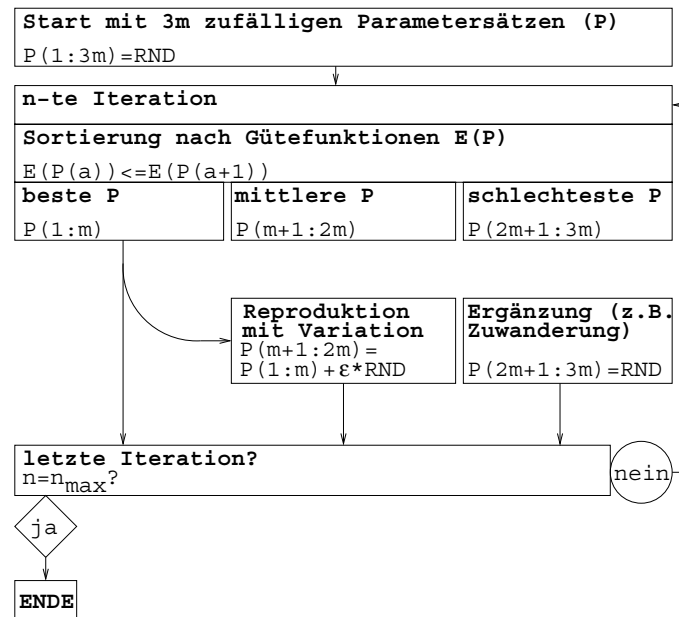 Start mit 3m zufälligen Parametersätzen (P)
P(1:3m)=RND
n-te Iteration
Sortierung nach Gütefunktionen E(P)
E(P(a))<=E(P(a+1))
beste P
P(1:m)
mittlere P
P(m+1:2m)
schlechteste P
P(2m+1:3m)
Reproduktion
mit Variation
P(m+1:2m)=
P(1:m)+ε*RND
Ergänzung (z.B.
Zuwanderung)
P(2m+1:3m)=RND
letzte Iteration?
n=nmax?
nein
ja
ENDE